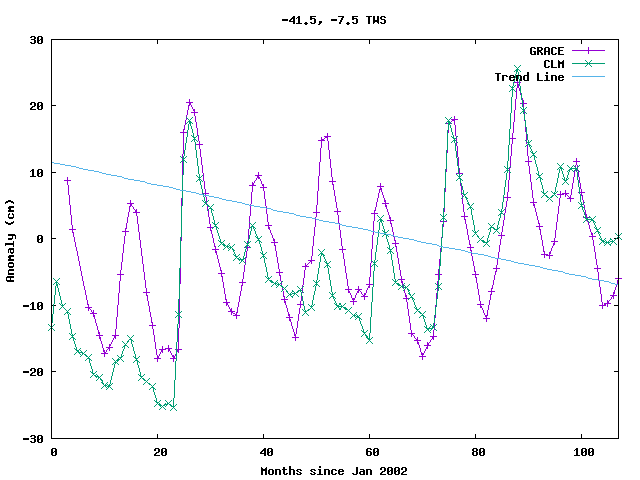 -41.5, -7.5 TWS
GRACE
CLM
Trend Line
30
20
10
0
-10
-20
-30
Anomaly (cm)
0 20 40 60 80 100
Months since Jan 2002